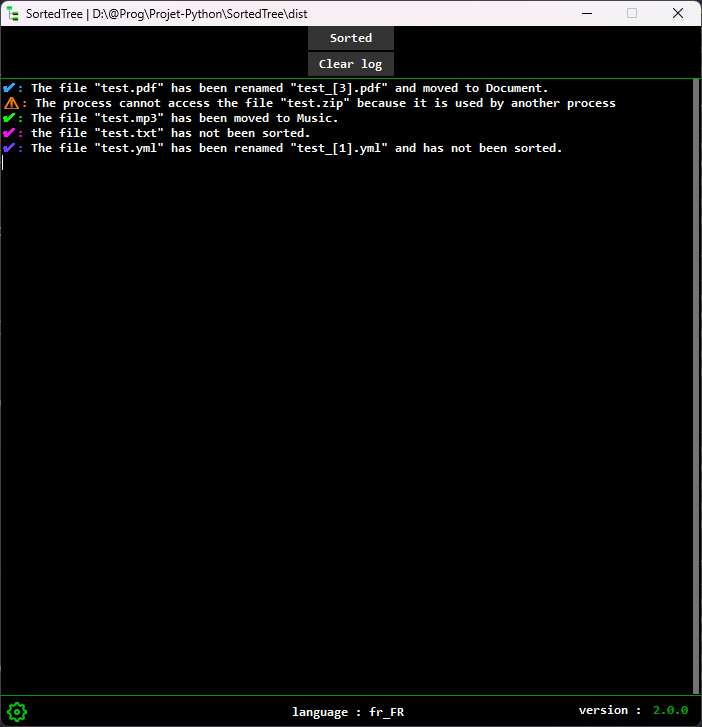 SortedTree | D:\@Prog\Projet-Python\SortedTree\dist
Sorted
Clear log
✔: The file "test.pdf" has been renamed "test_[3].pdf" and moved to Document.
⚠: The process cannot access the file "test.zip" because it is used by another process
✔: The file "test.mp3" has been moved to Music.
✔: the file "test.txt" has not been sorted.
✔: The file "test.yml" has been renamed "test_[1].yml" and has not been sorted.
language : fr_FR
version : 2.0.0